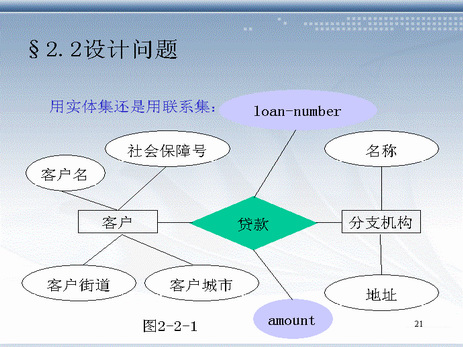 §2.2设计问题
用实体集还是用联系集：
loan-number
社会保障号
名称
客户名
客户
贷款
分支机构
客户街道
客户城市
地址
amount
图2-2-1
21